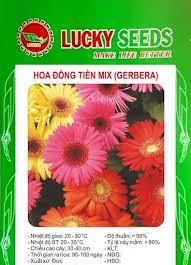 LUCKY SEEDS
MAKE LIFE BETTER
HOA ĐỒNG TIỀN MIX (GERBERA)
- Nhiệt độ gieo: 20 - 30°C
- Nhiệt độ ST: 20 - 35°C
- Chiều cao cây: 30-40 cm
- Thời gian ra hoa: 90-100 ngày
- Xuất xứ: Đức
- Độ thuần: > 99%
- Tỷ lệ nảy mầm: > 80%
- KLT:
- NĐG:
- HSD: